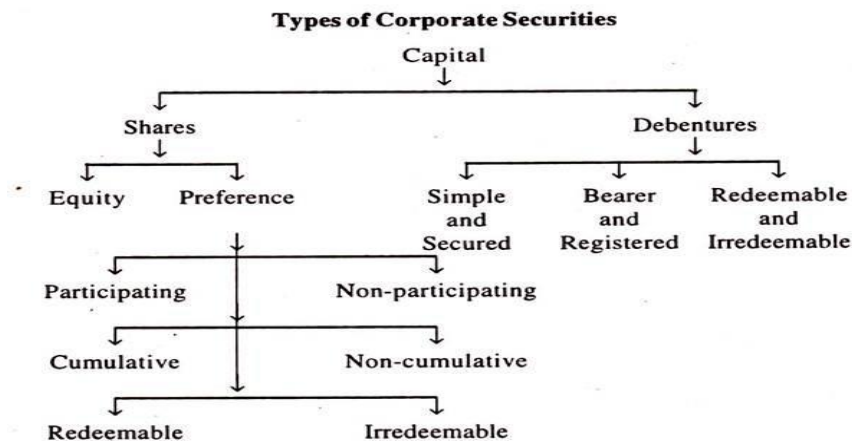 Types of Corporate Securities
Capital
Shares Debentures
Equity Preference Simple and Secured Bearer and Registered Redeemable and Irredeemable
Participating Non-participating
Cumulative Non-cumulative
Redeemable Irredeemable